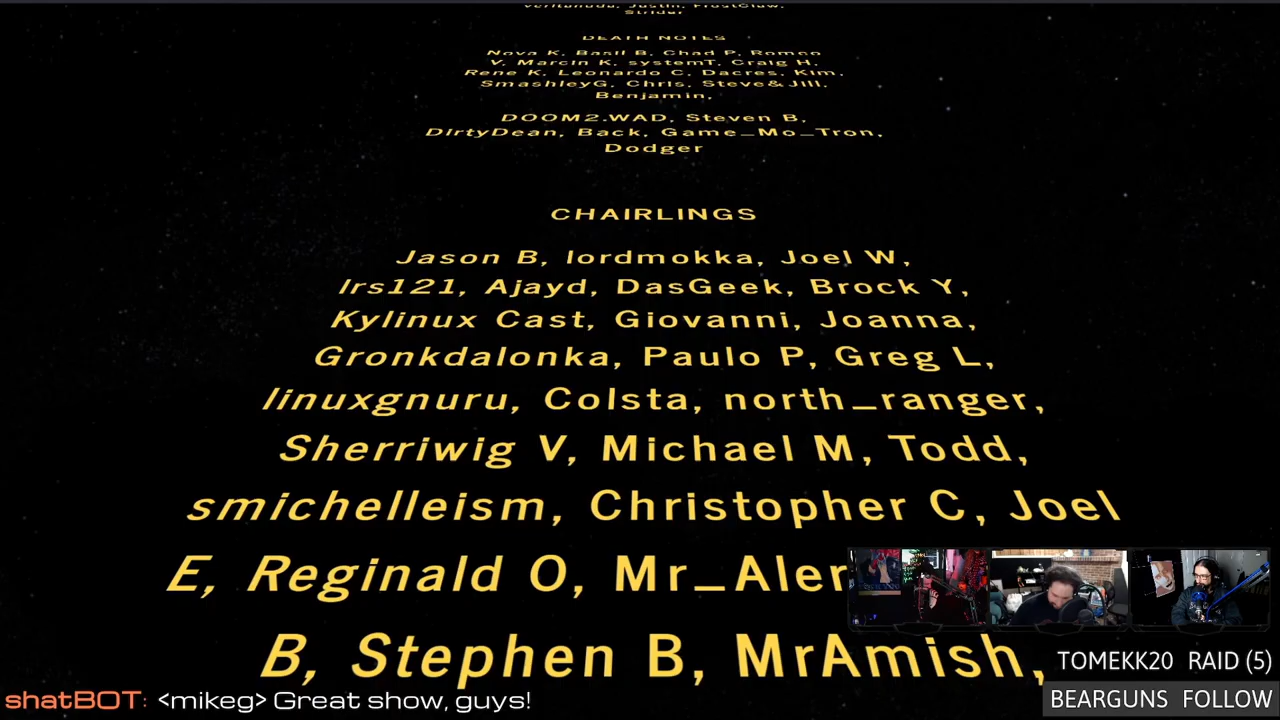 Justin, FrostClaw,
Strider
DEATH NOTES
Nova K, Basil B, Chad P, Romeo
V, Marcin K, systemT, Craig H,
Rene K, Leonardo C, Dacres, Kim,
SmashleyG, Chris, Steve&Jill,
Benjamin,
DOOM2.WAD, Steven B,
DirtyDean, Back, Game_Mo_Tron,
Dodger
CHAIRLINGS
Jason B, lordmokka, Joel W,
lrs121, Ajayd, DasGeek, Brock Y,
Kylinux Cast, Giovanni, Joanna,
Gronkdalonka, Paulo P, Greg L,
linuxgnuru, Colsta, north_ranger,
Sherriwig V, Michael M, Todd,
smichelleism, Christopher C, Joel
E, Reginald O, Mr_Aler
B, Stephen B, MrAmish,
TOMEKK20 RAID (5)
shatBOT: <mikeg> Great show, guys!
BEARGUNS FOLLOW